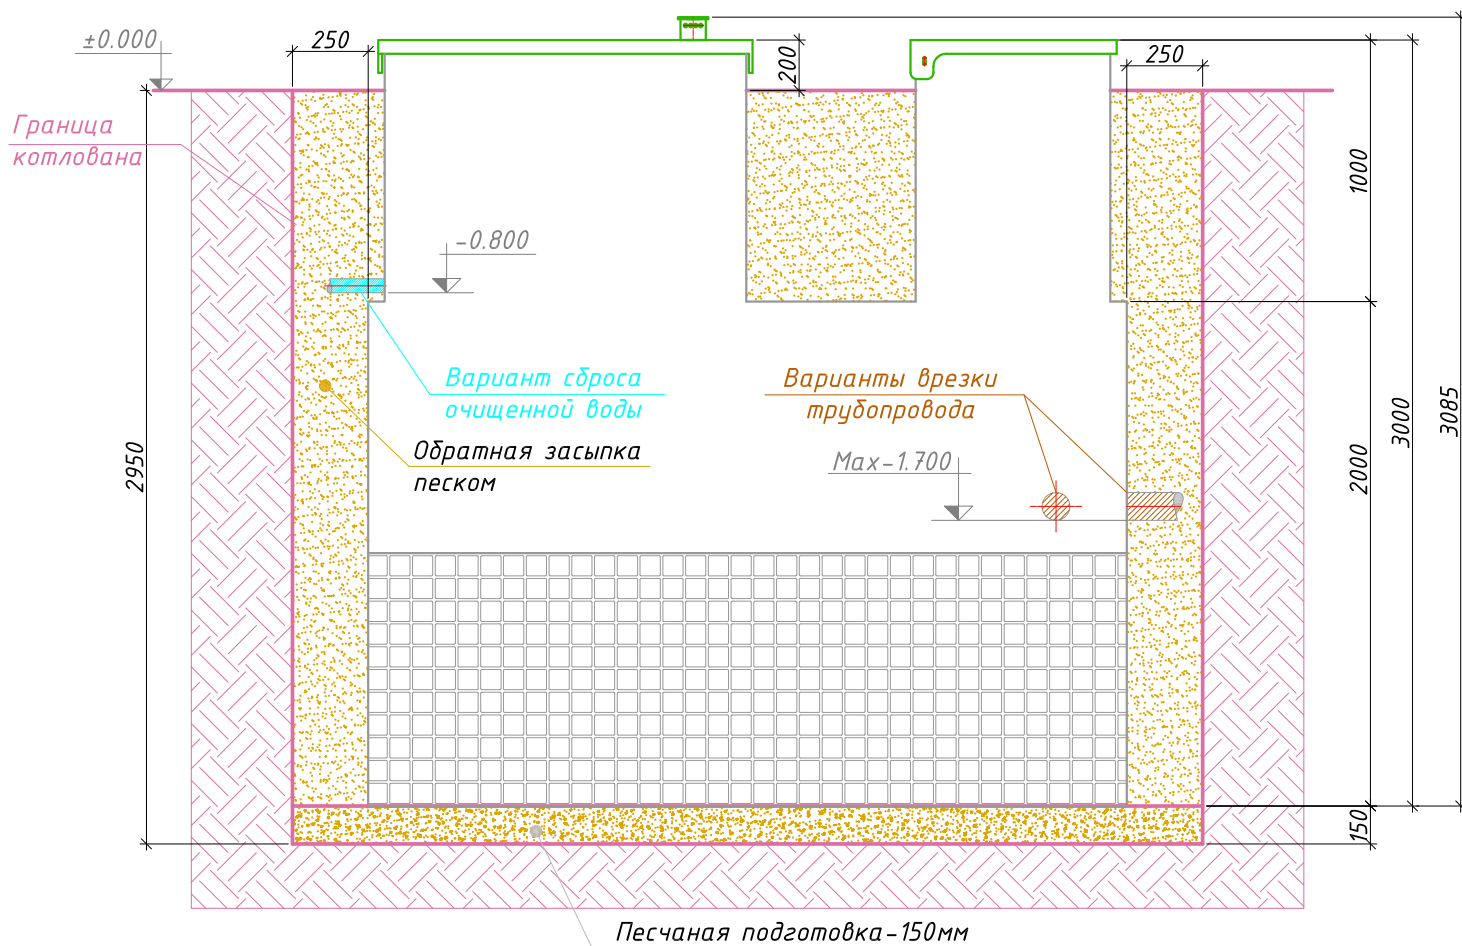 ±0.000
250
200
250
Граница
котлована
1000
-0.800
Вариант сброса
очищенной воды
Варианты врезки
трубопровода
3085
3000
Обратная засыпка
песком
Max-1.700
2950
2000
150
Песчаная подготовка-150мм